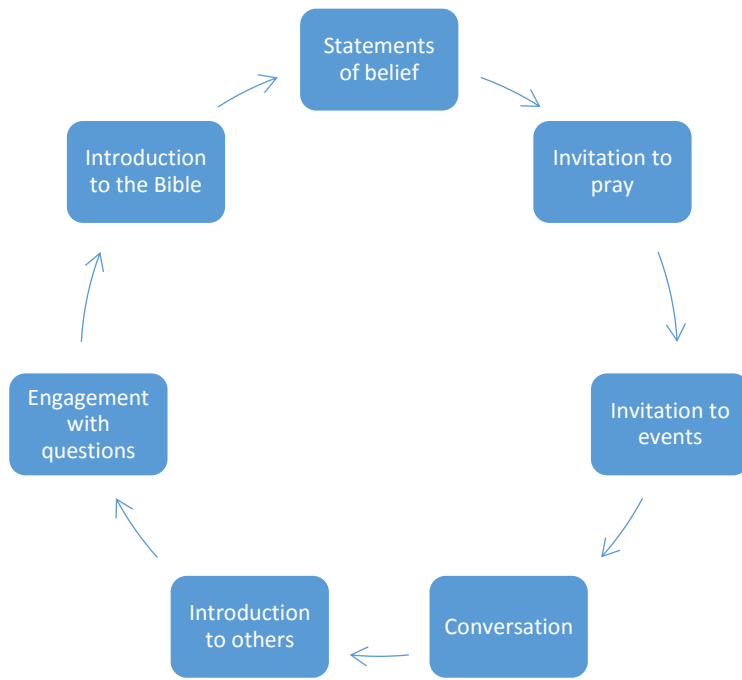 Statements
of belief
Invitation to
pray
Invitation to
events
Conversation
Introduction
to others
Engagement
with
questions
Introduction
to the Bible